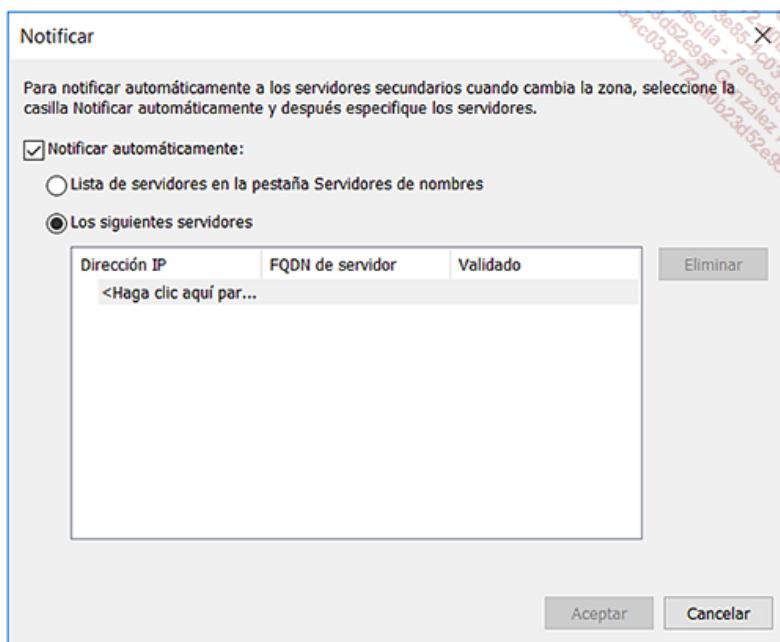 Notificar
Para notificar automáticamente a los servidores secundarios cuando cambia la zona, seleccione la
casilla Notificar automáticamente y después especifique los servidores.
Notificar automáticamente:
Lista de servidores en la pestaña Servidores de nombres
Los siguientes servidores
Dirección IP FQDN de servidor Validado
<Haga clic aquí par...
Eliminar
Aceptar Cancelar